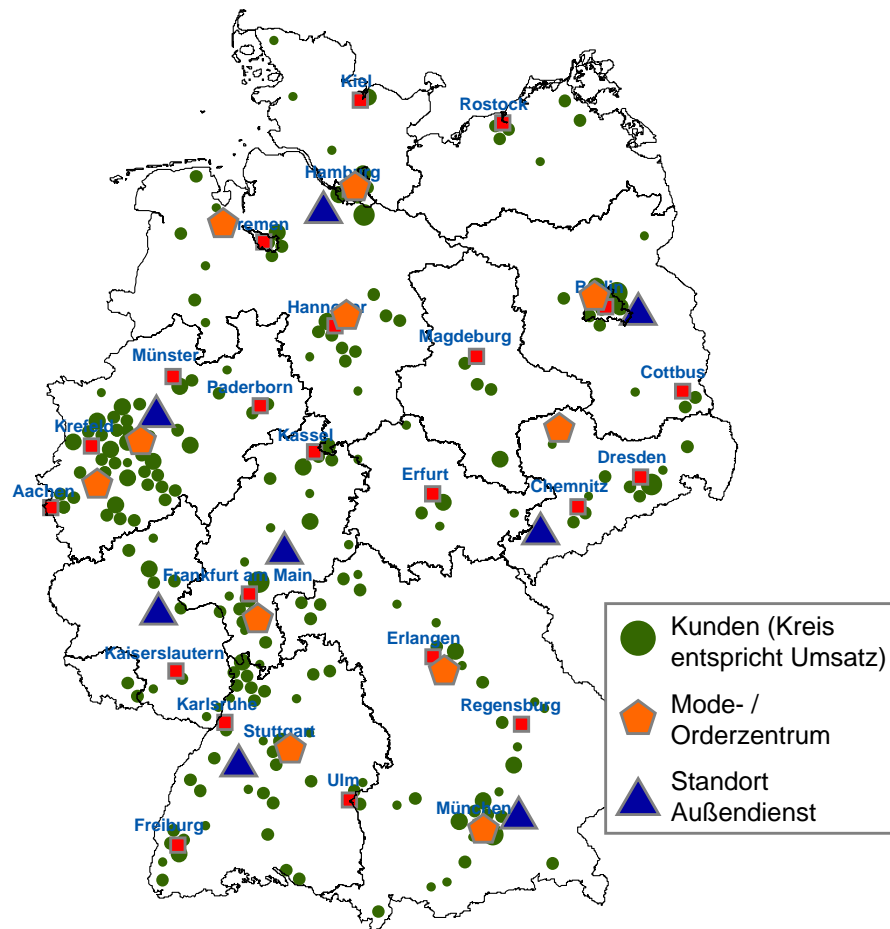 Kiel
Rostock
Hamburg
Bremen
Berlin
Hannover
Magdeburg
Münster
Paderborn
Cottbus
Krefeld
Kassel
Aachen
Erfurt
Dresden
Chemnitz
Frankfurt am Main
Kaiserslautern
Erlangen
Karlsruhe
Regensburg
Stuttgart
Ulm
München
Freiburg
Kunden (Kreis
entspricht Umsatz)
Mode- /
Orderzentrum
Standort
Außendienst